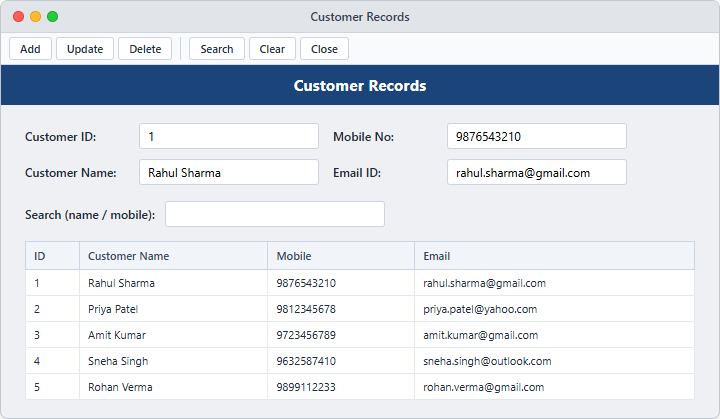 Customer Records
Add Update Delete Search Clear Close
Customer Records
Customer ID: 1 Mobile No: 9876543210
Customer Name: Rahul Sharma Email ID: rahul.sharma@gmail.com
Search (name / mobile):
ID Customer Name Mobile Email
1 Rahul Sharma 9876543210 rahul.sharma@gmail.com
2 Priya Patel 9812345678 priya.patel@yahoo.com
3 Amit Kumar 9723456789 amit.kumar@gmail.com
4 Sneha Singh 9632587410 sneha.singh@outlook.com
5 Rohan Verma 9899112233 rohan.verma@gmail.com